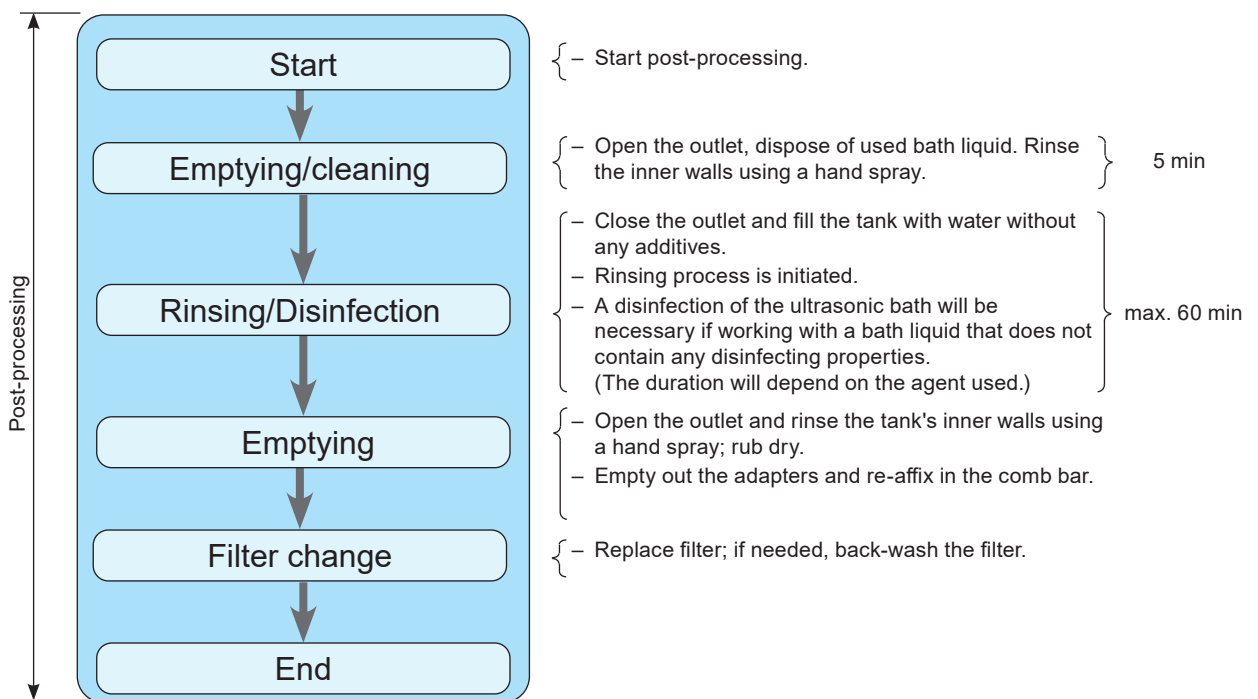 Post-processing
Start
– Start post-processing.
Emptying/cleaning
– Open the outlet, dispose of used bath liquid. Rinse
the inner walls using a hand spray.
5 min
Rinsing/Disinfection
– Close the outlet and fill the tank with water without
any additives.
– Rinsing process is initiated.
– A disinfection of the ultrasonic bath will be
necessary if working with a bath liquid that does not
contain any disinfecting properties.
(The duration will depend on the agent used.)
max. 60 min
Emptying
– Open the outlet and rinse the tank's inner walls using
a hand spray; rub dry.
– Empty out the adapters and re-affix in the comb bar.
Filter change
– Replace filter; if needed, back-wash the filter.
End